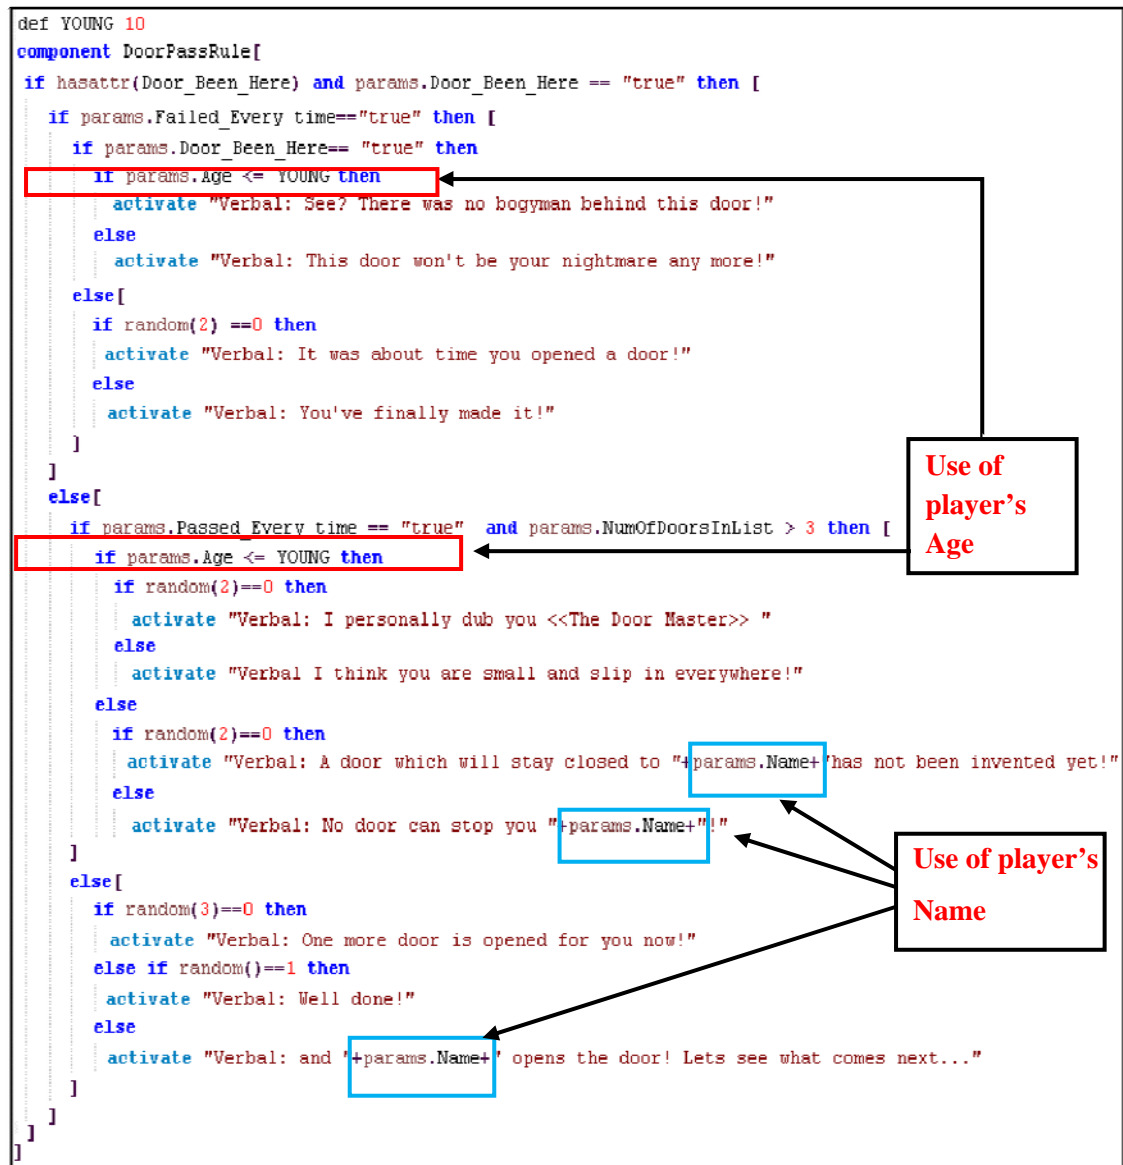 def YOUNG 10
component DoorPassRule[
if hasattr(Door_Been_Here) and params.Door_Been_Here == "true" then [
if params.Failed_Every time=="true" then [
if params.Door_Been_Here== "true" then
if params.Age <= YOUNG then
activate "Verbal: See? There was no bogyman behind this door!"
else
activate "Verbal: This door won't be your nightmare any more!"
else[
if random(2) ==0 then
activate "Verbal: It was about time you opened a door!"
else
activate "Verbal: You've finally made it!"
]
]
else[
if params.Passed_Every time == "true" and params.NumOfDoorsInList > 3 then [
if params.Age <= YOUNG then
if random(2)==0 then
activate "Verbal: I personally dub you <<The Door Master>> "
else
activate "Verbal I think you are small and slip in everywhere!"
else
if random(2)==0 then
activate "Verbal: A door which will stay closed to "+params.Name+"has not been invented yet!"
else
activate "Verbal: No door can stop you "+params.Name+"!"
]
else[
if random(3)==0 then
activate "Verbal: One more door is opened for you now!"
else if random()==1 then
activate "Verbal: Well done!"
else
activate "Verbal: and "+params.Name+" opens the door! Lets see what comes next..."
]
]
]
]
Use of
player's
Age
Use of player's
Name